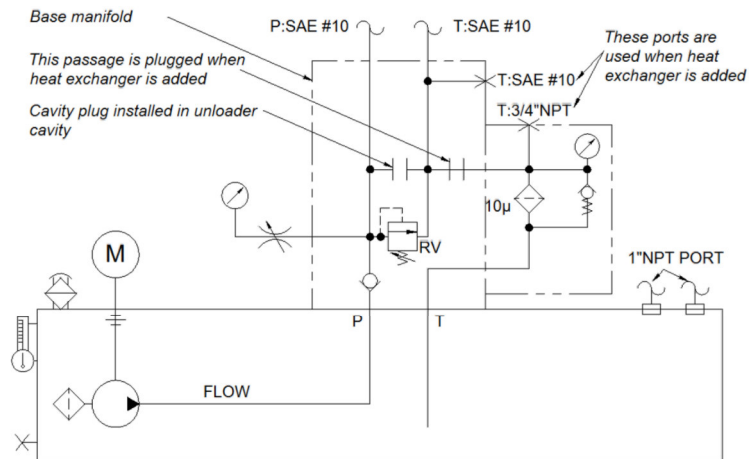 Base manifold
P:SAE #10
T:SAE #10
These ports are
used when heat
exchanger is added
This passage is plugged when
heat exchanger is added
T:SAE #10
Cavity plug installed in unloader
cavity
T:3/4"NPT
10µ
RV
M
1"NPT PORT
P
T
FLOW